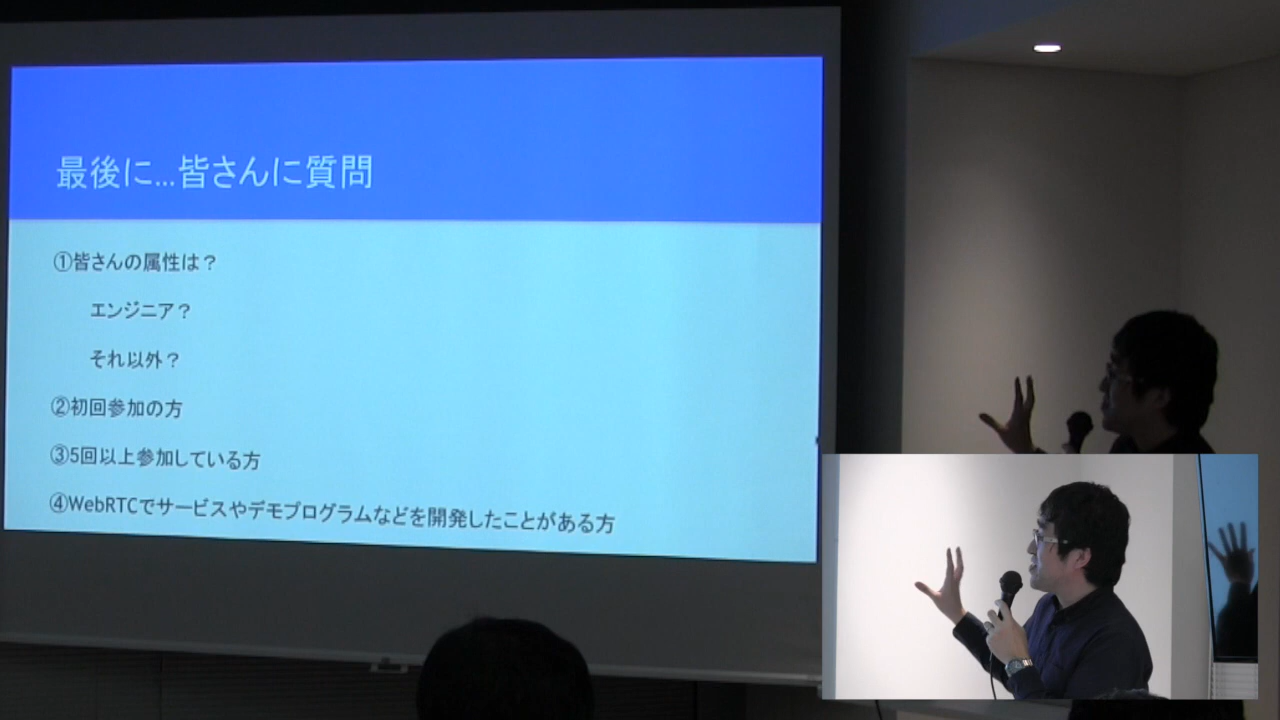 最後に...皆さんに質問
①皆さんの属性は？
エンジニア？
それ以外？
②初回参加の方
③5回以上参加している方
④WebRTCでサービスやデモプログラムなどを開発したことがある方